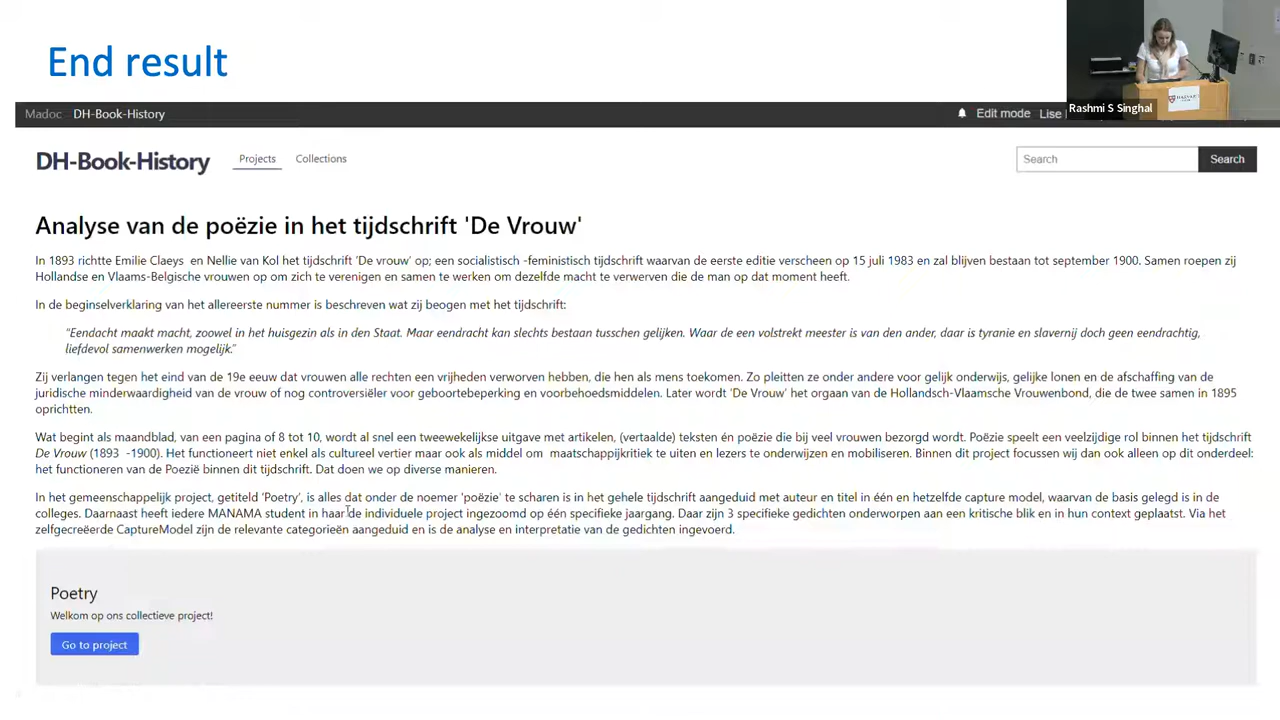 End result
Rashmi S Singhal
Madoc DH-Book-History
Edit mode Lise
DH-Book-History Projects Collections
Search Search
Analyse van de poëzie in het tijdschrift 'De Vrouw'
In 1893 richtte Emilie Claeys en Nellie van Kol het tijdschrift 'De vrouw' op; een socialistisch -feministisch tijdschrift waarvan de eerste editie verscheen op 15 juli 1983 en zal blijven bestaan tot september 1900. Samen roepen zij
Hollandse en Vlaams-Belgische vrouwen op om zich te verenigen en samen te werken om dezelfde macht te verwerven die de man op dat moment heeft.
In de beginselverklaring van het allereerste nummer is beschreven wat zij beogen met het tijdschrift:
"Eendacht maakt macht, zoowel in het huisgezin als in den Staat. Maar eendracht kan slechts bestaan tusschen gelijken. Waar de een volstrekt meester is van den ander, daar is tyranie en slavernij doch geen eendrachtig,
liefdevol samenwerken mogelijk."
Zij verlangen tegen het eind van de 19e eeuw dat vrouwen alle rechten een vrijheden verworven hebben, die hen als mens toekomen. Zo pleitten ze onder andere voor gelijk onderwijs, gelijke lonen en de afschaffing van de
juridische minderwaardigheid van de vrouw of nog controversiëler voor geboortebeperking en voorbehoedsmiddelen. Later wordt 'De Vrouw' het orgaan van de Hollandsch-Vlaamsche Vrouwenbond, die de twee samen in 1895
oprichtten.
Wat begint als maandblad, van een pagina of 8 tot 10, wordt al snel een tweewekelijkse uitgave met artikelen, (vertaalde) teksten én poëzie die bij veel vrouwen bezorgd wordt. Poëzie speelt een veelzijdige rol binnen het tijdschrift
De Vrouw (1893 -1900). Het functioneert niet enkel als cultureel vertier maar ook als middel om maatschappijkritiek te uiten en lezers te onderwijzen en mobiliseren. Binnen dit project focussen wij dan ook alleen op dit onderdeel:
het functioneren van de Poezië binnen dit tijdschrift. Dat doen we op diverse manieren.
In het gemeenschappelijk project, getiteld 'Poetry', is alles dat onder de noemer 'poëzie' te scharen is in het gehele tijdschrift aangeduid met auteur en titel in één en hetzelfde capture model, waarvan de basis gelegd is in de
colleges. Daarnaast heeft iedere MANAMA student in haar de individuele project ingezoomd op één specifieke jaargang. Daar zijn 3 specifieke gedichten onderworpen aan een kritische blik en in hun context geplaatst. Via het
zelfgecreëerde CaptureModel zijn de relevante categorieën aangeduid en is de analyse en interpretatie van de gedichten ingevoerd.
Poetry
Welkom op ons collectieve project!
Go to project